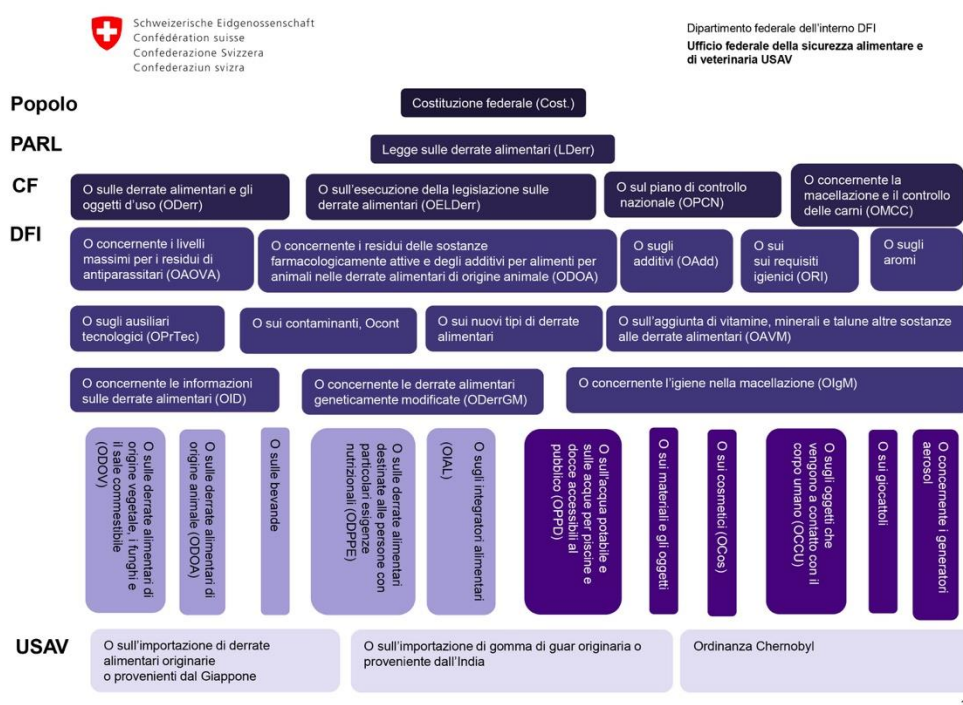 Schweizerische Eidgenossenschaft
Confédération suisse
Confederazione Svizzera
Confederaziun svizra
Dipartimento federale dell'interno DFI
Ufficio federale della sicurezza alimentare e
di veterinaria USAV
Popolo
Costituzione federale (Cost.)
PARL
Legge sulle derrate alimentari (LDerr)
CF
O sulle derrate alimentari e gli
oggetti d'uso (ODerr)
O sull'esecuzione della legislazione sulle
derrate alimentari (OELDerr)
O sul piano di controllo
nazionale (OPCN)
O concernente la
macellazione e il controllo
delle carni (OMCC)
DFI
O concernente i livelli
massimi per i residui di
antiparassitari (OAOVA)
O concernente i residui delle sostanze
farmacologicamente attive e degli additivi per alimenti per
animali nelle derrate alimentari di origine animale (ODOA)
O sugli
additivi (OAdd)
O sui
sui requisiti
igienici (ORI)
O sugli
aromi
O sugli ausiliari
tecnologici (OPrTec)
O sui contaminanti, Ocont
O sui nuovi tipi di derrate
alimentari
O sull'aggiunta di vitamine, minerali e talune altre sostanze
alle derrate alimentari (OAVM)
O concernente le informazioni
sulle derrate alimentari (OID)
O concernente le derrate alimentari
geneticamente modificate (ODerrGM)
O concernente l'igiene nella macellazione (OIgM)
O sulle derrate alimentari di
origine vegetale, i funghi e
il sale commestibile
(ODOV)
O sulle derrate alimentari di
origine animale (ODOA)
O sulle bevande
O sulle derrate alimentari
destinate alle persone con
particolari esigenze
nutrizionali (ODPPE)
O sugli integratori alimentari
(OIAL)
O sull'acqua potabile e
sulle acque per piscine e
docce accessibili al
pubblico (OPPD)
O sui materiali e gli oggetti
O sui cosmetici (OCos)
O sugli oggetti che
vengono a contatto con il
corpo umano (OCCU)
O sui giocattoli
O concernente i generatori
aerosol
USAV
O sull'importazione di derrate
alimentari originarie
o provenienti dal Giappone
O sull'importazione di gomma di guar originaria o
proveniente dall'India
Ordinanza Chernobyl